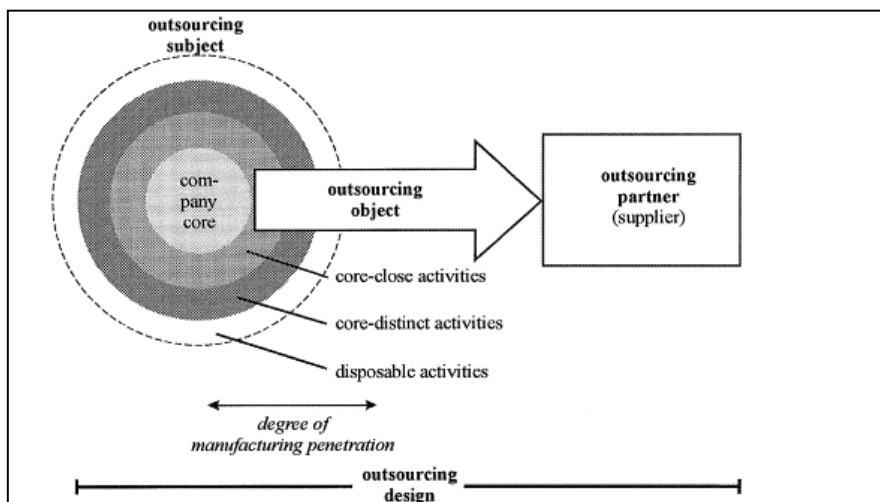 outsourcing
subject
com-
pany
core
outsourcing
object
outsourcing
partner
(supplier)
core-close activities
core-distinct activities
disposable activities
degree of
manufacturing penetration
outsourcing
design